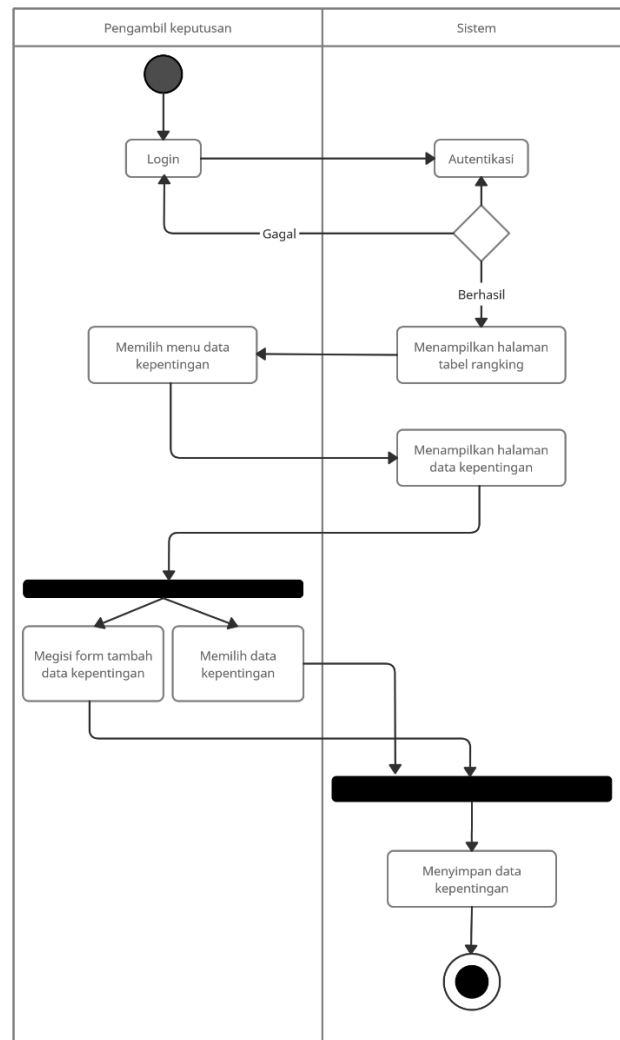 Pengambil keputusan
Sistem
Login
Autentikasi
Gagal
Berhasil
Memilih menu data
kepentingan
Menampilkan halaman
tabel rangking
Menampilkan halaman
data kepentingan
Megisi form tambah
data kepentingan
Memilih data
kepentingan
Menyimpan data
kepentingan